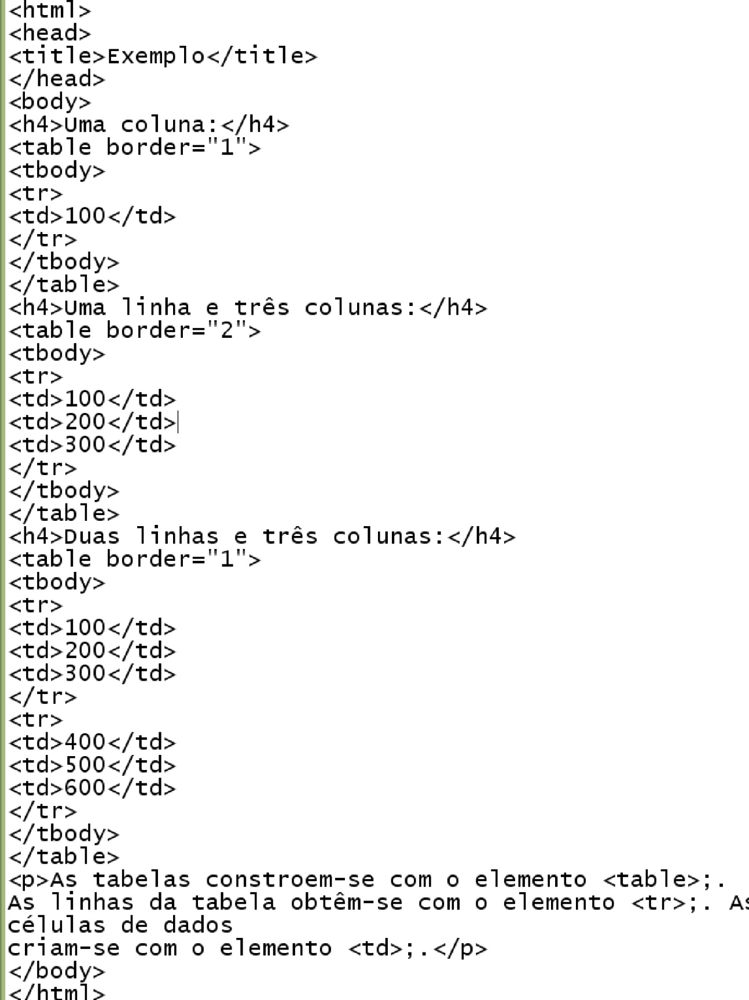 <html>
<head>
<title>Exemplo</title>
</head>
<body>
<h4>Uma coluna:</h4>
<table border="1">
<tbody>
<tr>
<td>100</td>
</tr>
</tbody>
</table>
<h4>Uma linha e três colunas:</h4>
<table border="2">
<tbody>
<tr>
<td>100</td>
<td>200</td>
<td>300</td>
</tr>
</tbody>
</table>
<h4>Duas linhas e três colunas:</h4>
<table border="1">
<tbody>
<tr>
<td>100</td>
<td>200</td>
<td>300</td>
</tr>
<tr>
<td>400</td>
<td>500</td>
<td>600</td>
</tr>
</tbody>
</table>
<p>As tabelas constroem-se com o elemento <table>;.
As linhas da tabela obtêm-se com o elemento <tr>;. As
células de dados
criam-se com o elemento <td>;.</p>
</body>
</html>